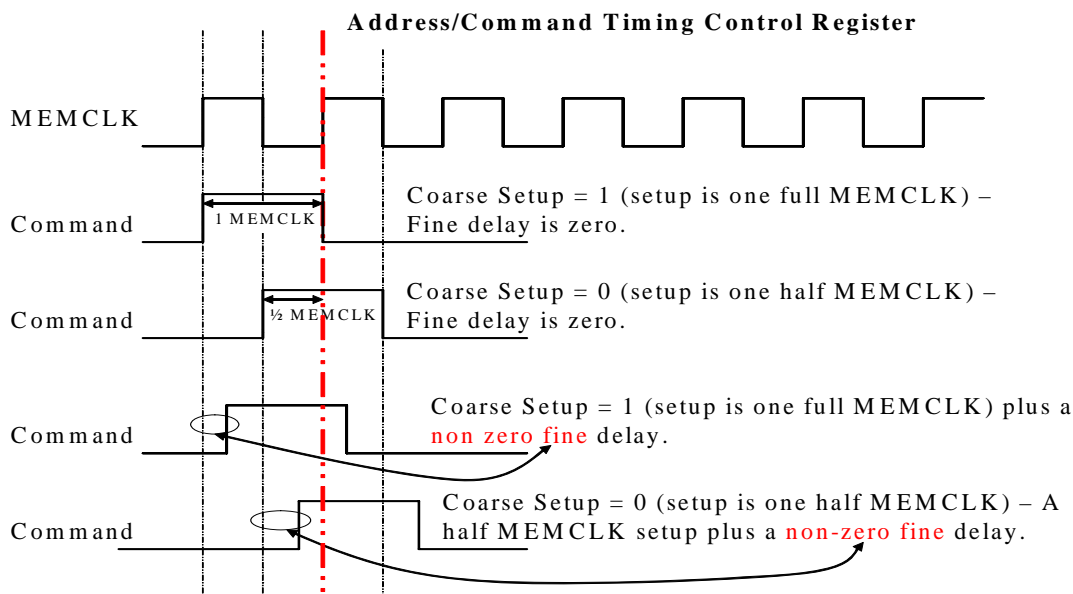 Address/Command Timing Control Register
MEMCLK
Command
1 MEMCLK
Coarse Setup = 1 (setup is one full MEMCLK) –
Fine delay is zero.
Command
½ MEMCLK
Coarse Setup = 0 (setup is one half MEMCLK) –
Fine delay is zero.
Command
Coarse Setup = 1 (setup is one full MEMCLK) plus a
non zero fine delay.
Command
Coarse Setup = 0 (setup is one half MEMCLK) – A
half MEMCLK setup plus a non-zero fine delay.